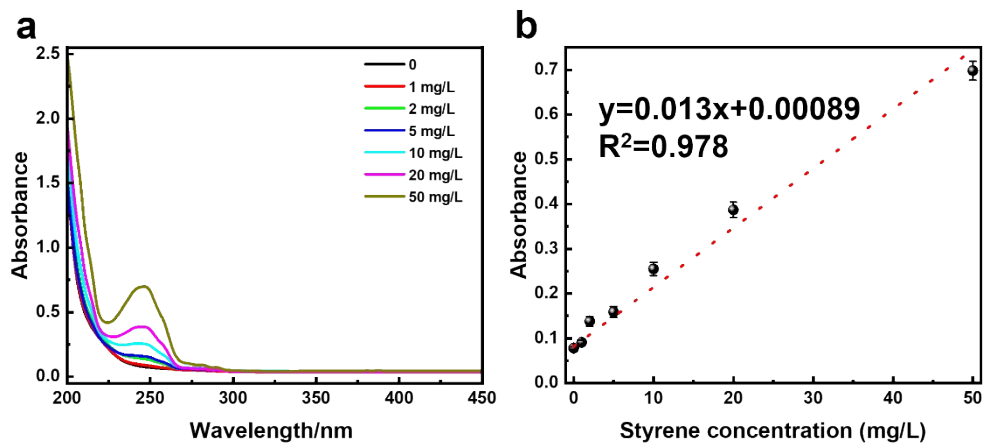 a
2.5
2.0
1.5
1.0
0.5
0.0
Absorbance
200
250
300
350
400
450
Wavelength/nm
0
1 mg/L
2 mg/L
5 mg/L
10 mg/L
20 mg/L
50 mg/L
b
0.7
0.6
0.5
0.4
0.3
0.2
0.1
0.0
Absorbance
0
10
20
30
40
50
Styrene concentration (mg/L)
y=0.013x+0.00089
R²=0.978